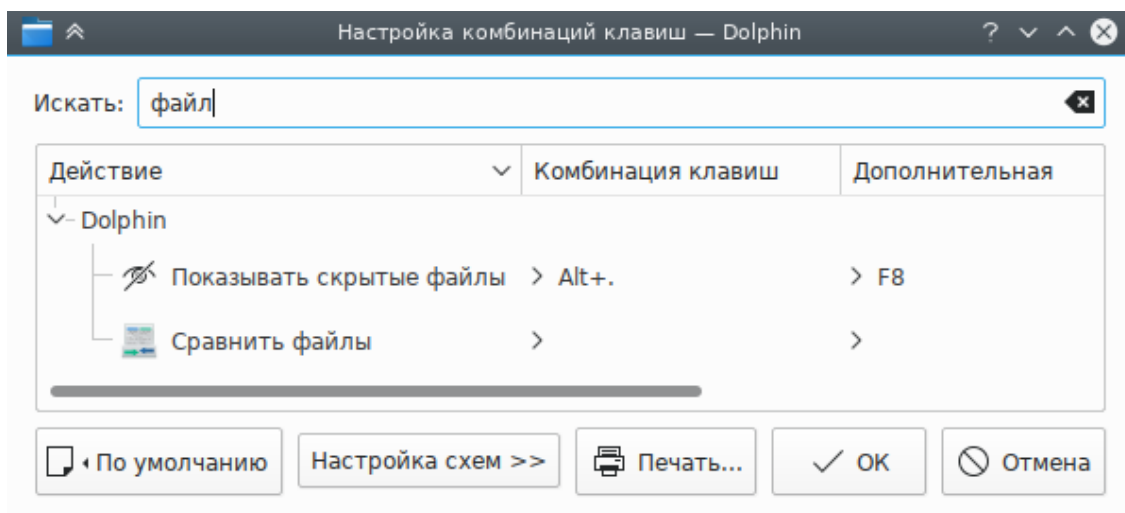 Настройка комбинаций клавиш — Dolphin
Искать: файл
Действие Комбинация клавиш Дополнительная
Dolphin
Показывать скрытые файлы Alt+. F8
Сравнить файлы
По умолчанию Настройка схем >> Печать... ОК Отмена